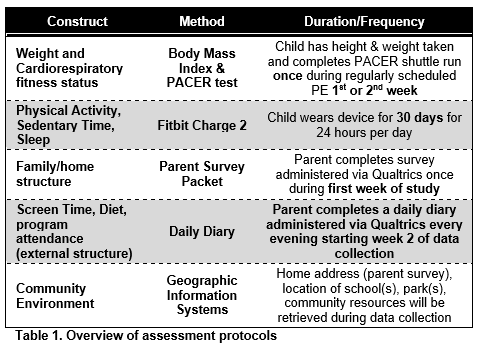 Construct Method Duration/Frequency
Weight and
Cardiorespiratory
fitness status
Body Mass
Index &
PACER test
Child has height & weight taken
and completes PACER shuttle run
once during regularly scheduled
PE 1st or 2nd week
Physical Activity,
Sedentary Time,
Sleep
Fitbit Charge 2
Child wears device for 30 days for
24 hours per day
Family/home
structure
Parent Survey
Packet
Parent completes survey
administered via Qualtrics once
during first week of study
Screen Time, Diet,
program
attendance
(external structure)
Daily Diary
Parent completes a daily diary
administered via Qualtrics every
evening starting week 2 of data
collection
Community
Environment
Geographic
Information
Systems
Home address (parent survey),
location of school(s), park(s),
community resources will be
retrieved during data collection
Table 1. Overview of assessment protocols